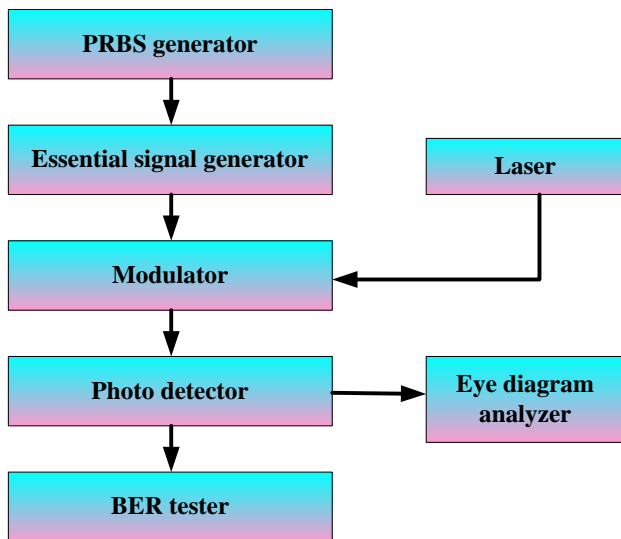 PRBS generator
Essential signal generator
Laser
Modulator
Photo detector
Eye diagram
analyzer
BER tester